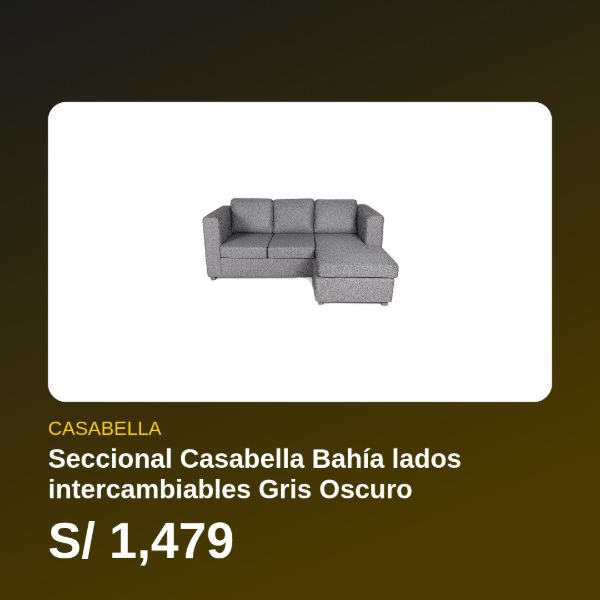 CASABELLA
Seccional Casabella Bahía lados
intercambiables Gris Oscuro
S/ 1,479